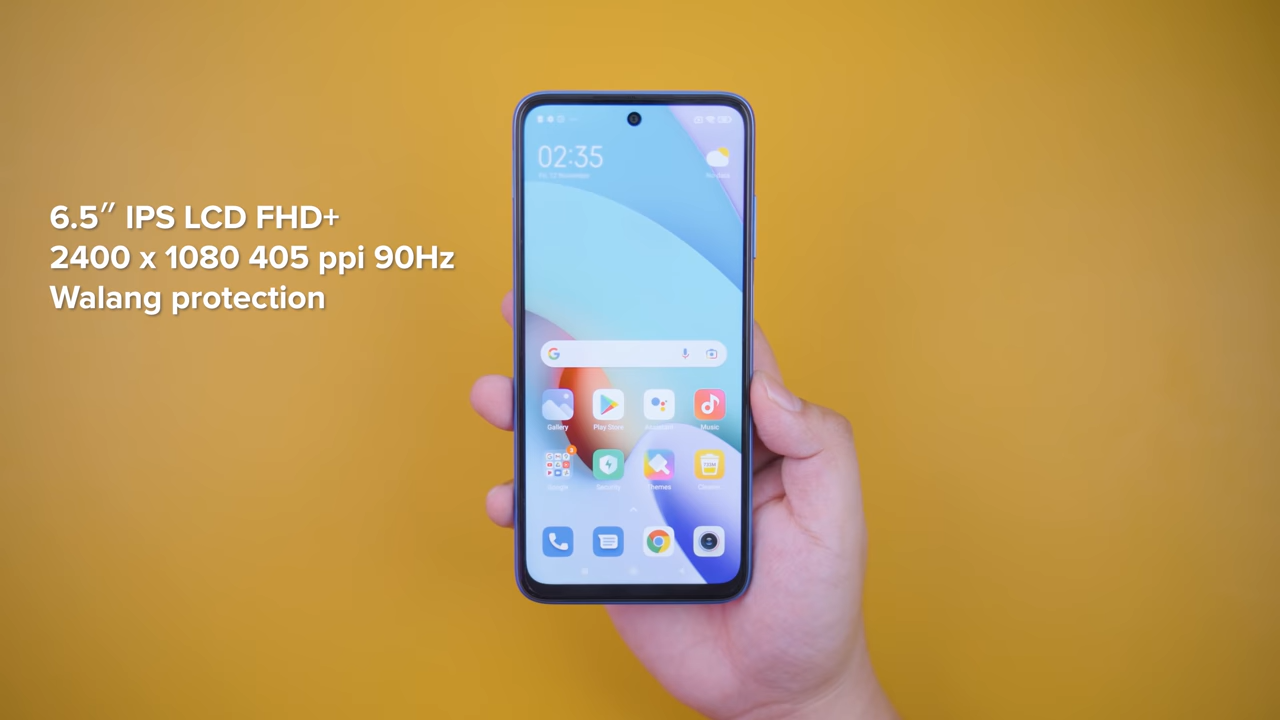 6.5″ IPS LCD FHD+
2400 x 1080 405 ppi 90Hz
Walang protection
02:35
Gallery
Play Store
Music
Security
Themes